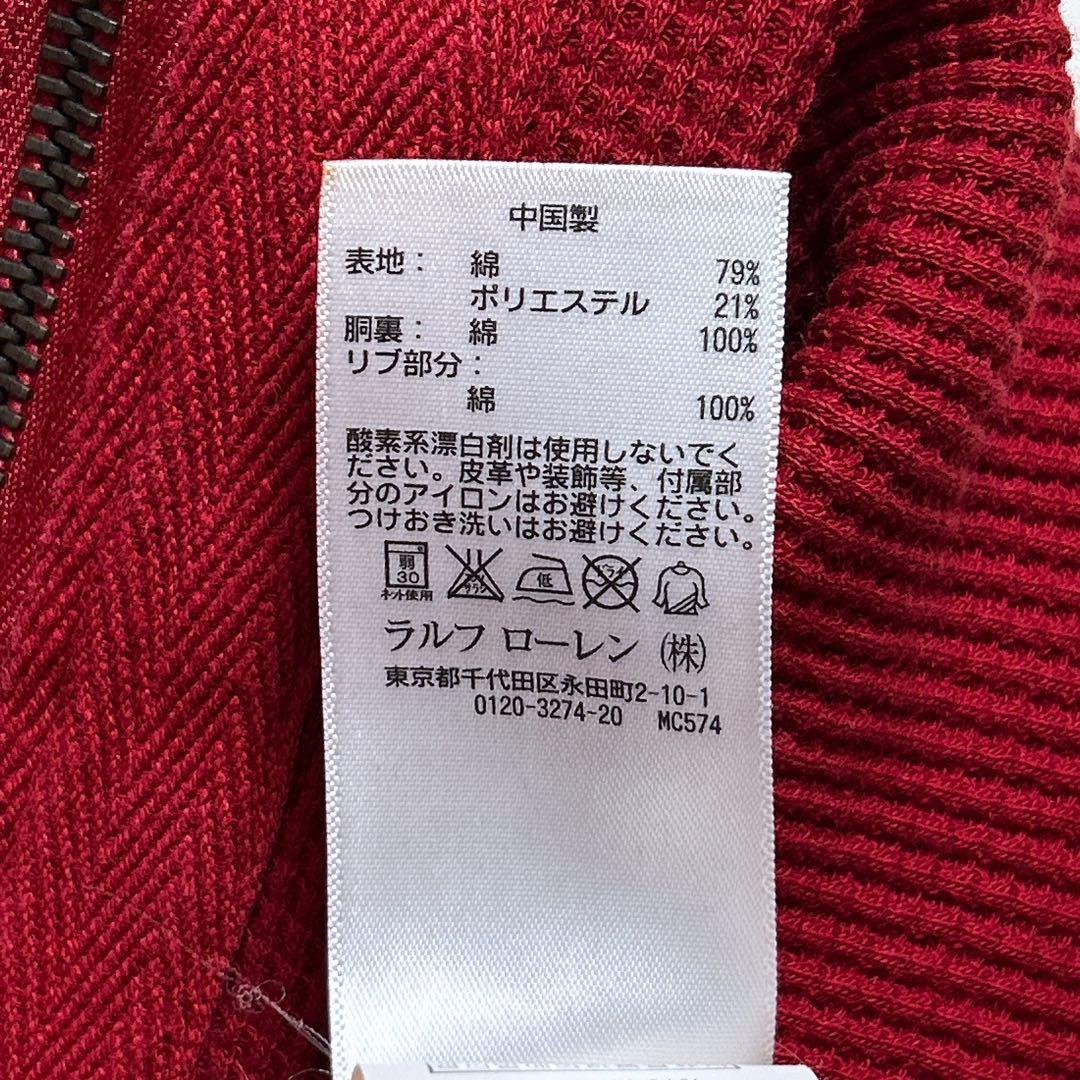 中国製
表地： 綿 79%
ポリエステル 21%
胴裏： 綿 100%
リブ部分：
綿 100%
酸素系漂白剤は使用しないでく
ださい。皮革や装飾等、付属部
分のアイロンはお避けください。
つけおき洗いはお避けください。
弱 30 低 ドライ
ネット使用
ラルフ ローレン (株)
東京都千代田区永田町2-10-1
0120-3274-20 MC574